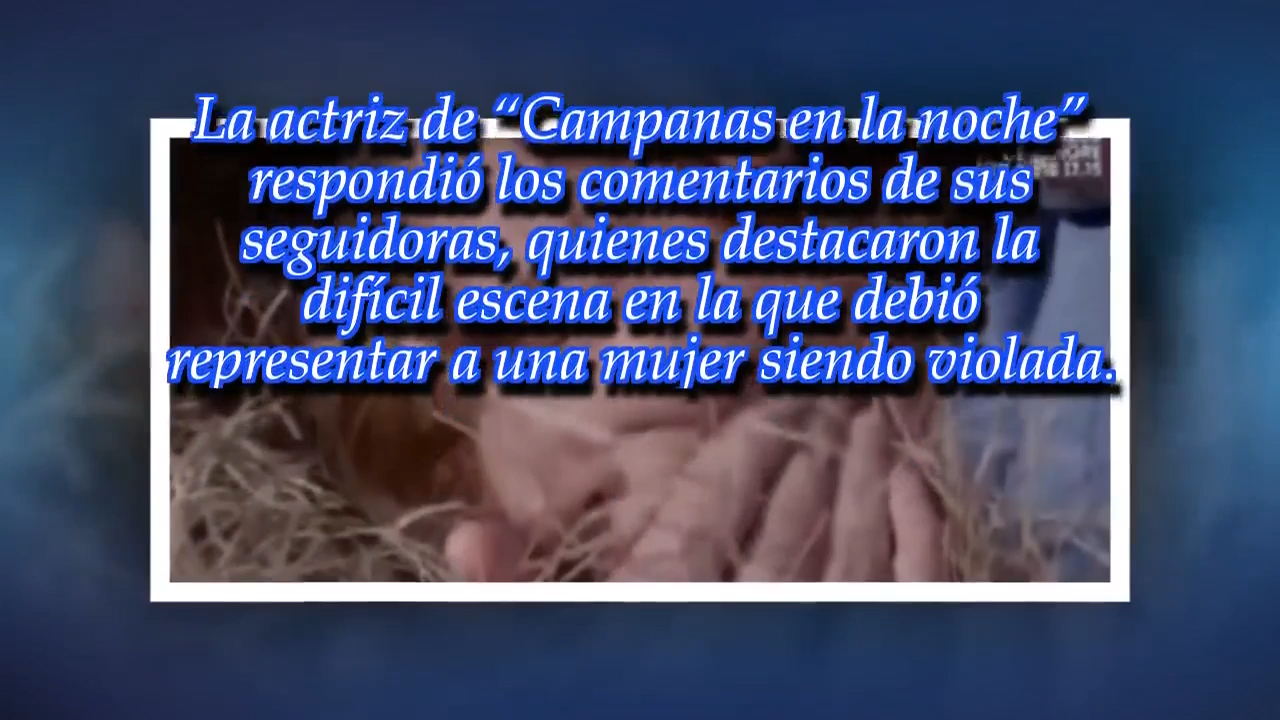 La actriz de “Campanas en la noche”
respondió los comentarios de sus
seguidoras, quienes destacaron la
difícil escena en la que debió
representar a una mujer siendo violada.